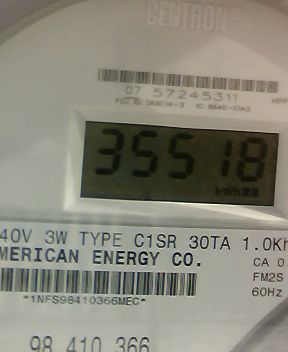 CENTRON®
07 57245311
35518
kWh
40V 3W TYPE C1SR 30TA 1.0Kh
MERICAN ENERGY CO.
CA 0
FM2S
60Hz
*1NFS98410366MEC*
98 410 366